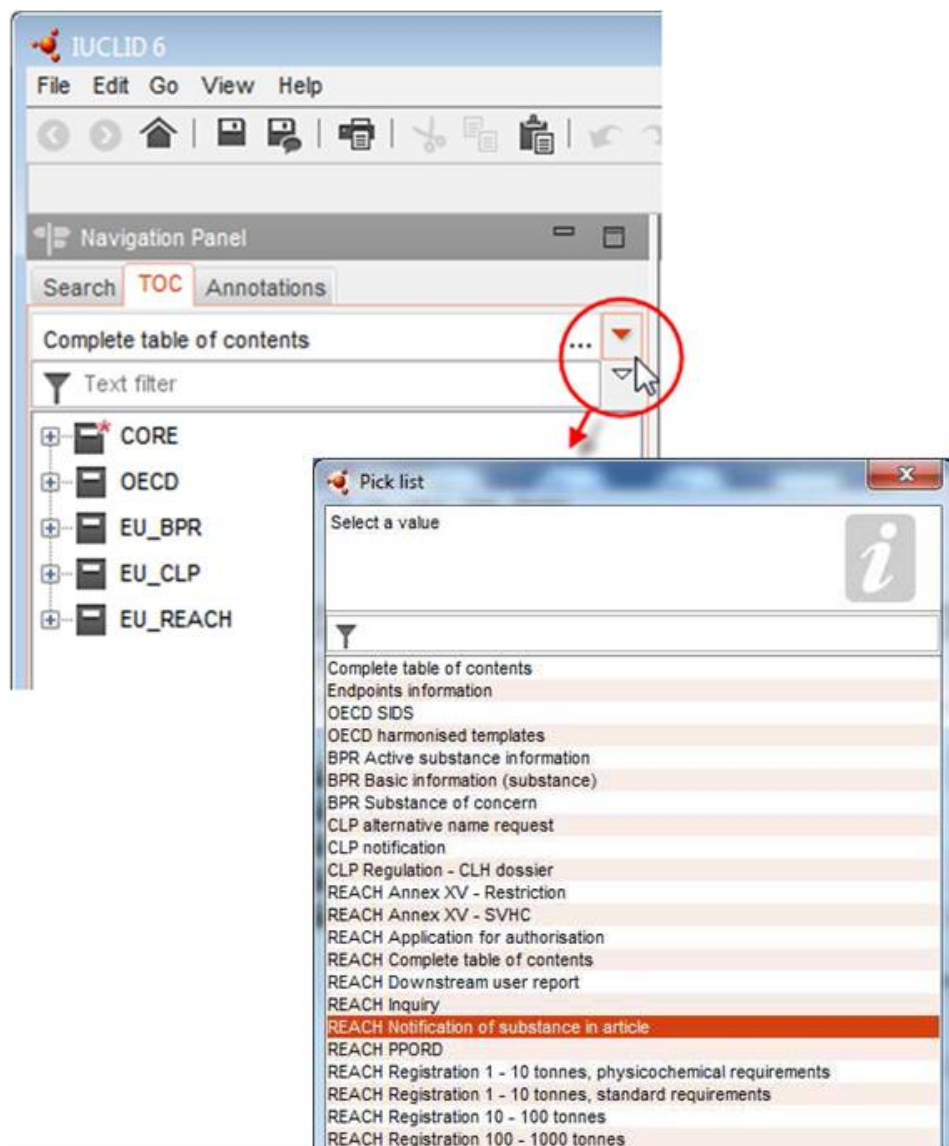 IUCLID 6
File Edit Go View Help
Navigation Panel
Search TOC Annotations
Complete table of contents ...
Text filter
CORE
OECD
EU_BPR
EU_CLP
EU_REACH
Pick list
Select a value
Complete table of contents
Endpoints information
OECD SIDS
OECD harmonised templates
BPR Active substance information
BPR Basic information (substance)
BPR Substance of concern
CLP alternative name request
CLP notification
CLP Regulation - CLH dossier
REACH Annex XV - Restriction
REACH Annex XV - SVHC
REACH Application for authorisation
REACH Complete table of contents
REACH Downstream user report
REACH Inquiry
REACH Notification of substance in article
REACH PPORD
REACH Registration 1 - 10 tonnes, physicochemical requirements
REACH Registration 1 - 10 tonnes, standard requirements
REACH Registration 10 - 100 tonnes
REACH Registration 100 - 1000 tonnes